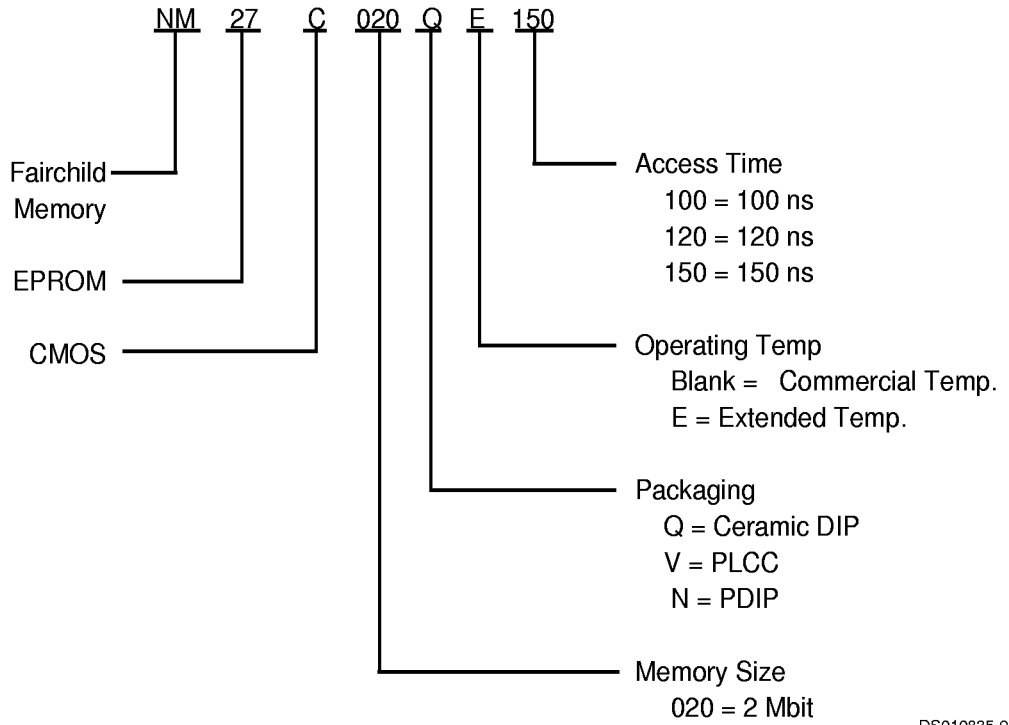 NM 27 C 020 Q E 150
Fairchild
Memory
EPROM
CMOS
Access Time
100 = 100 ns
120 = 120 ns
150 = 150 ns
Operating Temp
Blank = Commercial Temp.
E = Extended Temp.
Packaging
Q = Ceramic DIP
V = PLCC
N = PDIP
Memory Size
020 = 2 Mbit